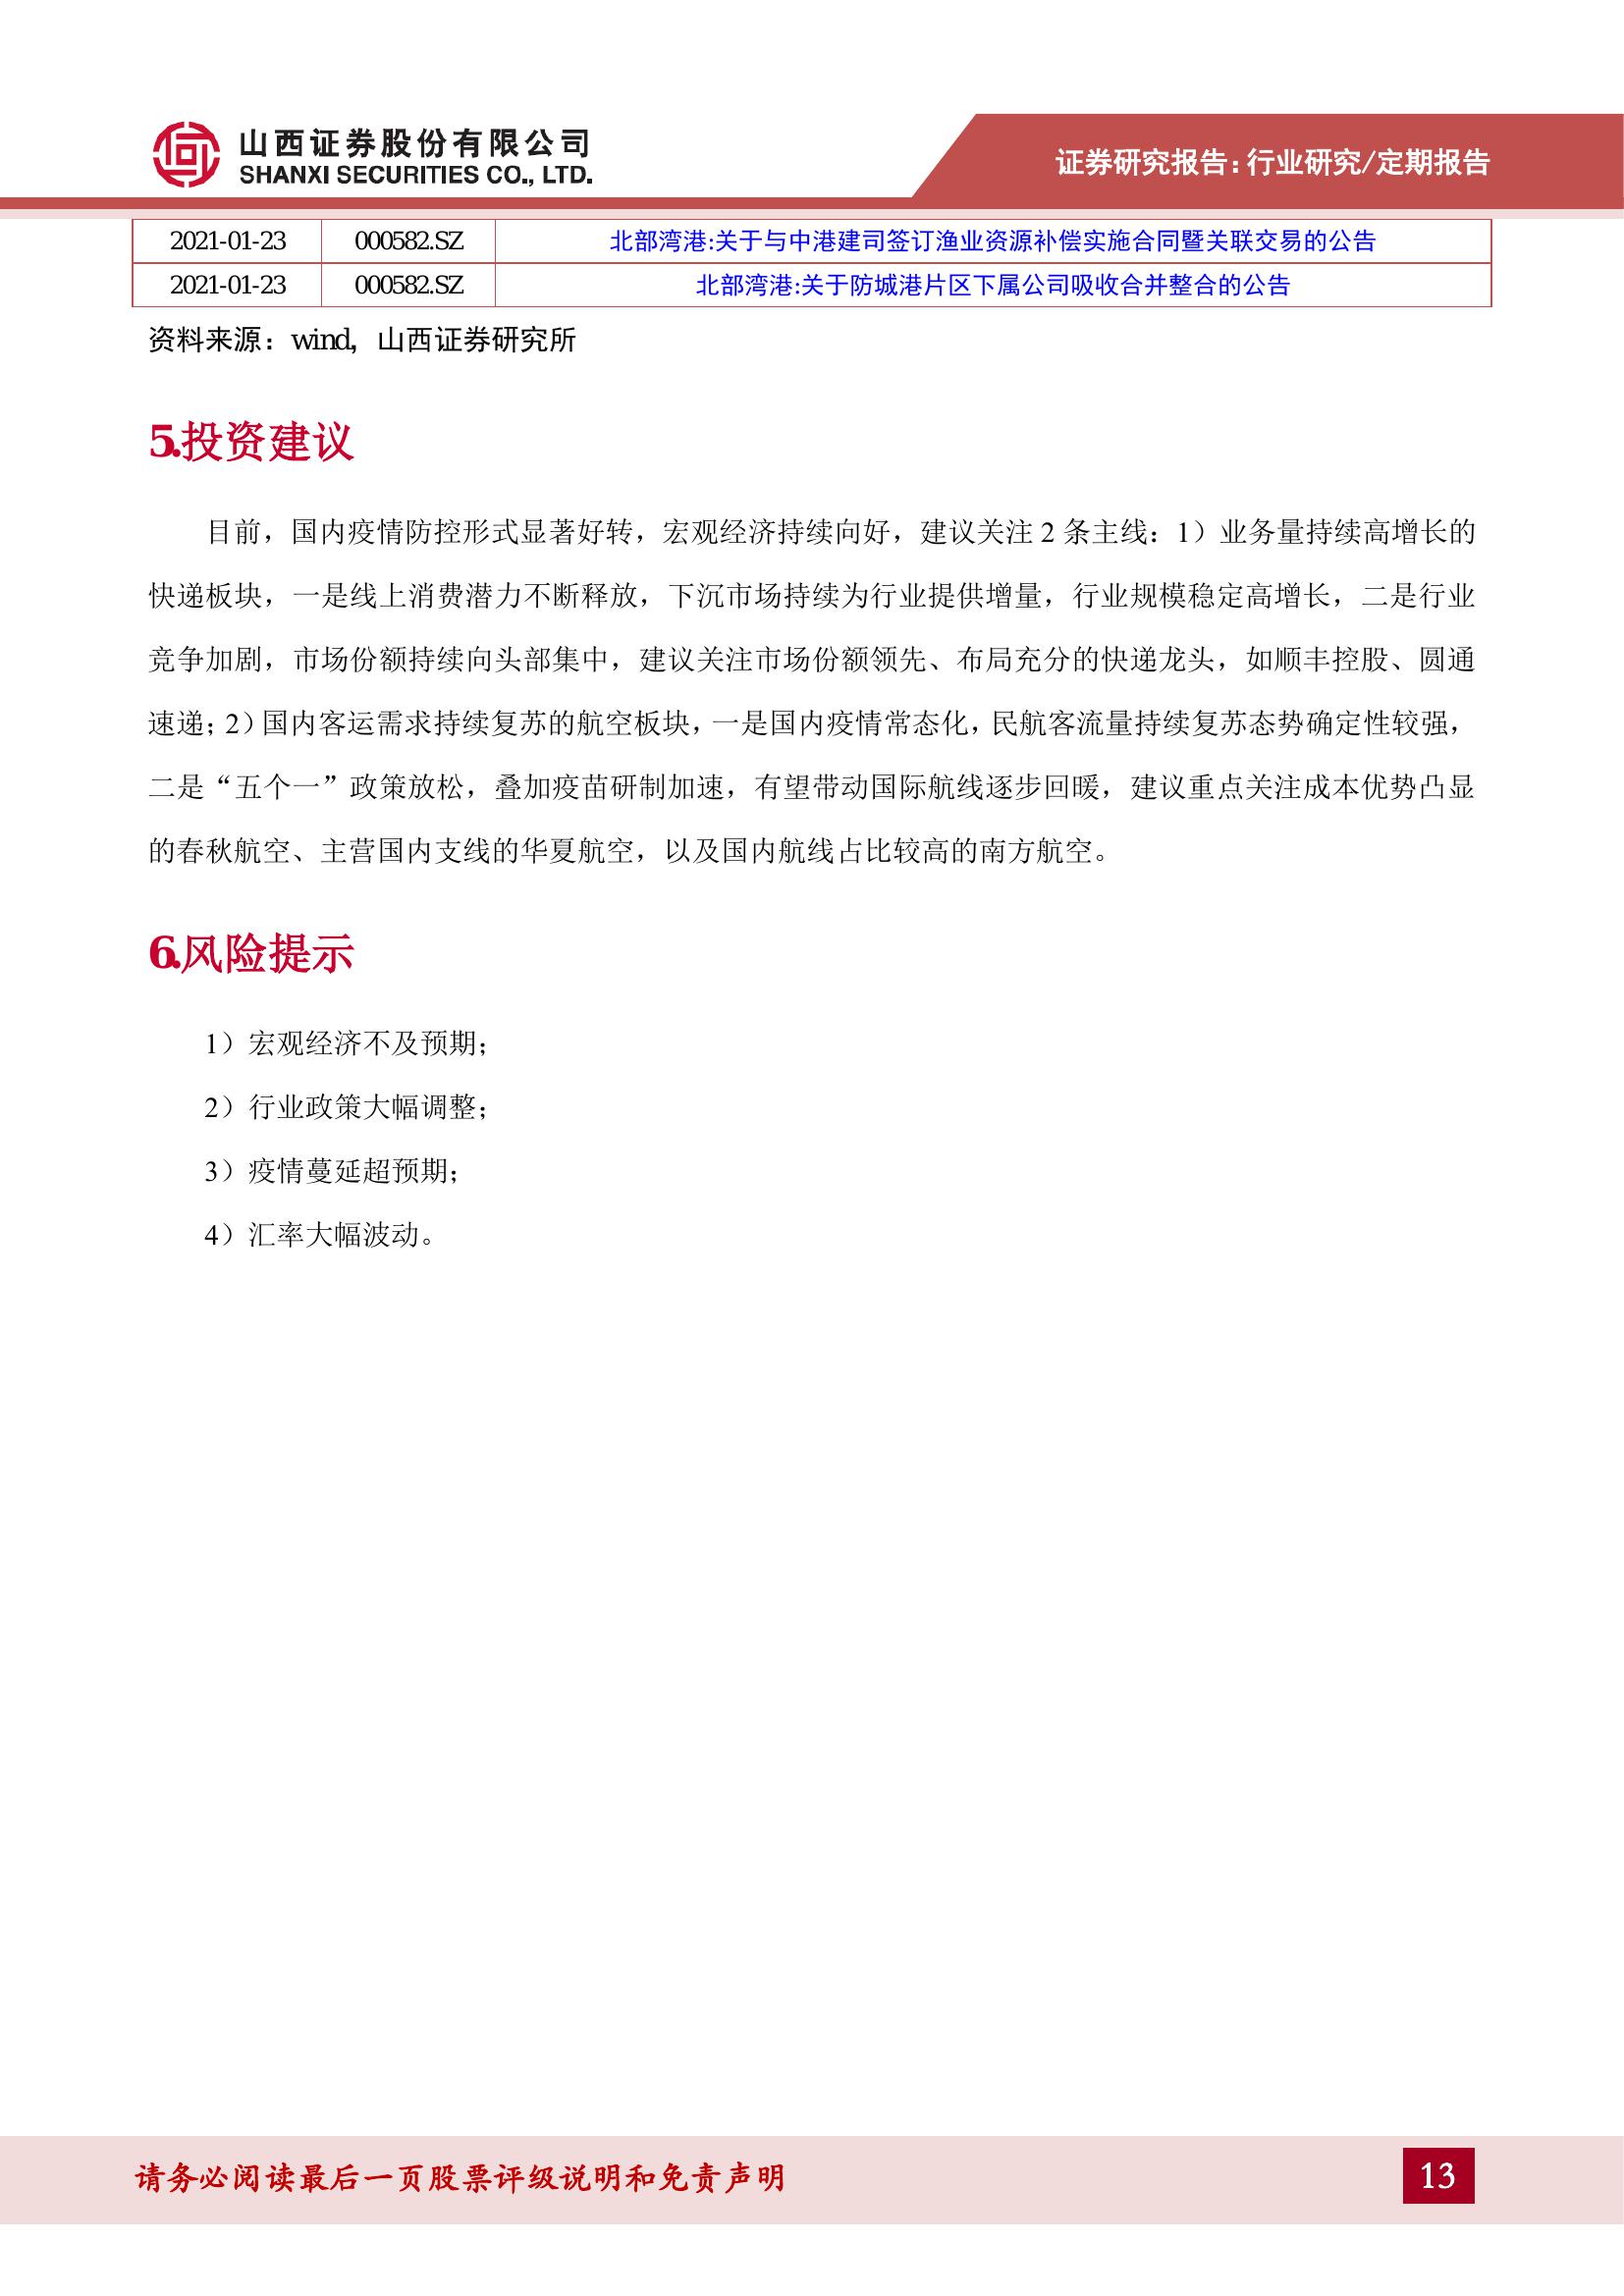 山西证券股份有限公司
SHANXI SECURITIES CO., LTD.
证券研究报告:行业研究/定期报告
2021-01-23 000582.SZ 北部湾港:关于与中港建司签订渔业资源补偿实施合同暨关联交易的公告
2021-01-23 000582.SZ 北部湾港:关于防城港片区下属公司吸收合并整合的公告
资料来源：wind，山西证券研究所
5.投资建议
目前，国内疫情防控形式显著好转，宏观经济持续向好，建议关注 2 条主线：1）业务量持续高增长的
快递板块，一是线上消费潜力不断释放，下沉市场持续为行业提供增量，行业规模稳定高增长，二是行业
竞争加剧，市场份额持续向头部集中，建议关注市场份额领先、布局充分的快递龙头，如顺丰控股、圆通
速递；2）国内客运需求持续复苏的航空板块，一是国内疫情常态化，民航客流量持续复苏态势确定性较强，
二是“五个一”政策放松，叠加疫苗研制加速，有望带动国际航线逐步回暖，建议重点关注成本优势凸显
的春秋航空、主营国内支线的华夏航空，以及国内航线占比较高的南方航空。
6.风险提示
1）宏观经济不及预期；
2）行业政策大幅调整；
3）疫情蔓延超预期；
4）汇率大幅波动。
请务必阅读最后一页股票评级说明和免责声明
13